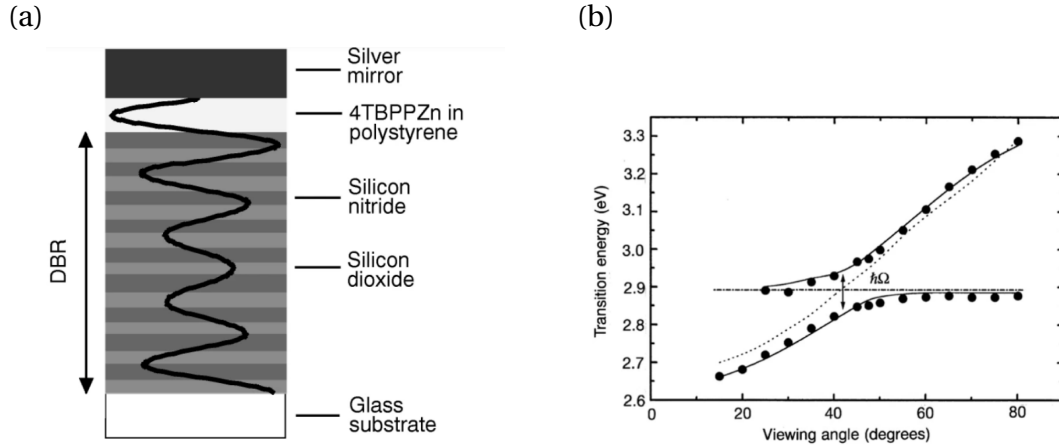 (a)
Silver
mirror
4TBPPZn in
polystyrene
Silicon
nitride
Silicon
dioxide
Glass
substrate
DBR
(b)
Transition energy (eV)
3.3
3.2
3.1
3.0
2.9
2.8
2.7
2.6
ħΩ
0
20
40
60
80
Viewing angle (degrees)